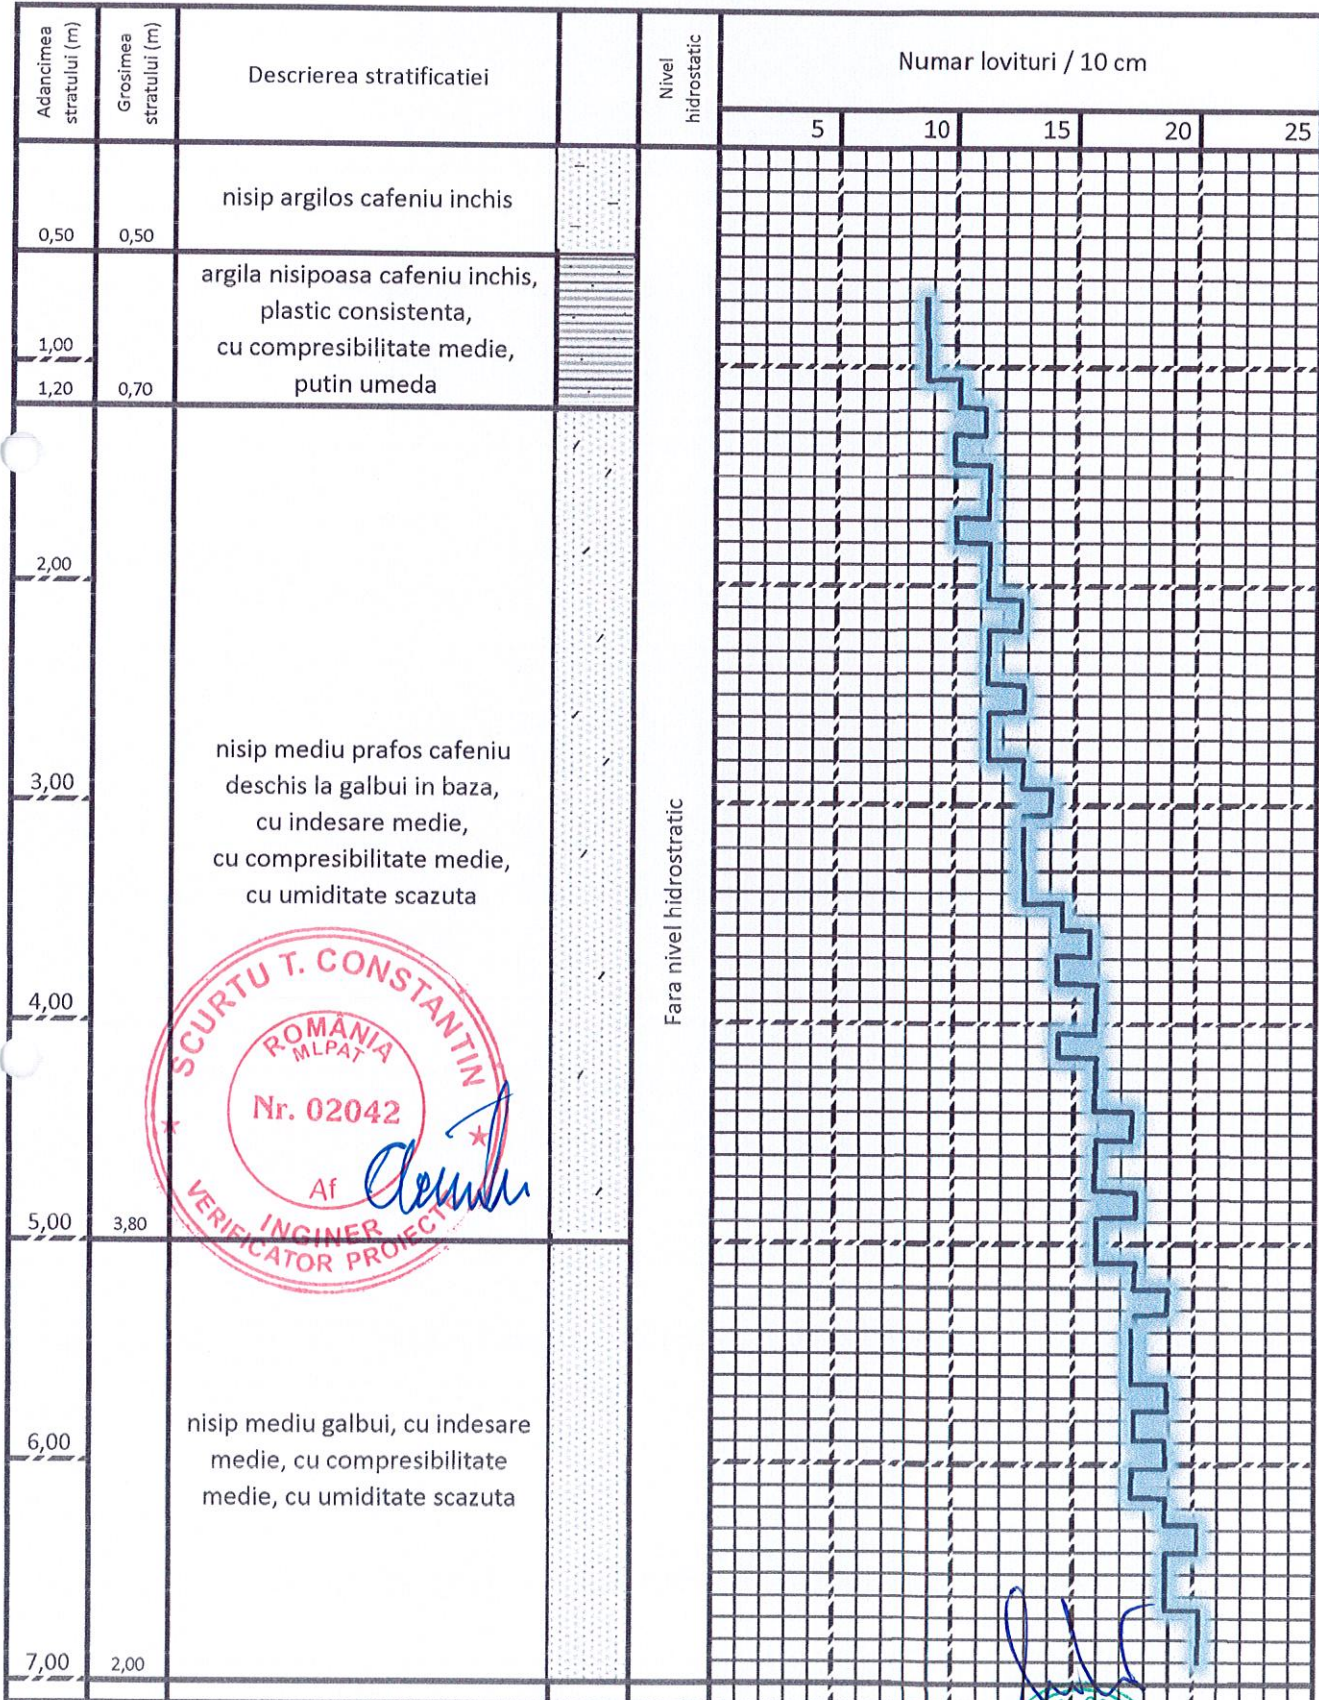 Adancimea
stratului (m)
Grosimea
stratului (m)
Descrierea stratificatiei
Nivel
hidrostatic
Numar lovituri / 10 cm
5 10 15 20 25
nisip argilos cafeniu inchis
0,50 0,50
argila nisipoasa cafeniu inchis,
plastic consistenta,
1,00
cu compresibilitate medie,
1,20 0,70
putin umeda
2,00
nisip mediu prafos cafeniu
3,00
deschis la galbui in baza,
cu indesare medie,
cu compresibilitate medie,
cu umiditate scazuta
Fara nivel hidrostratic
4,00
SCURTU T. CONSTANTIN
ROMÂNIA
MLPAT
Nr. 02042
Af
INGINER
VERIFICATOR PROIECTE
5,00 3,80
nisip mediu galbui, cu indesare
6,00
medie, cu compresibilitate
medie, cu umiditate scazuta
7,00 2,00